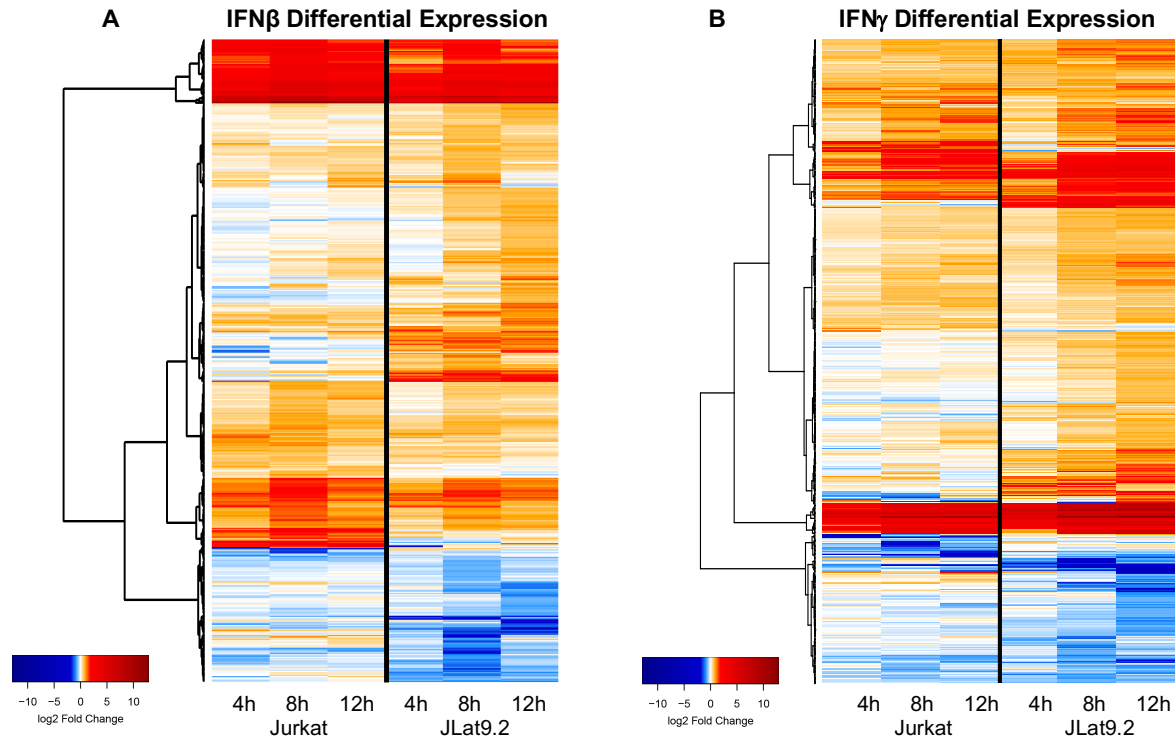 A IFNβ Differential Expression
−10 −5 0 5 10
log2 Fold Change
4h 8h 12h 4h 8h 12h
Jurkat JLat9.2
B IFNγ Differential Expression
−10 −5 0 5 10
log2 Fold Change
4h 8h 12h 4h 8h 12h
Jurkat JLat9.2